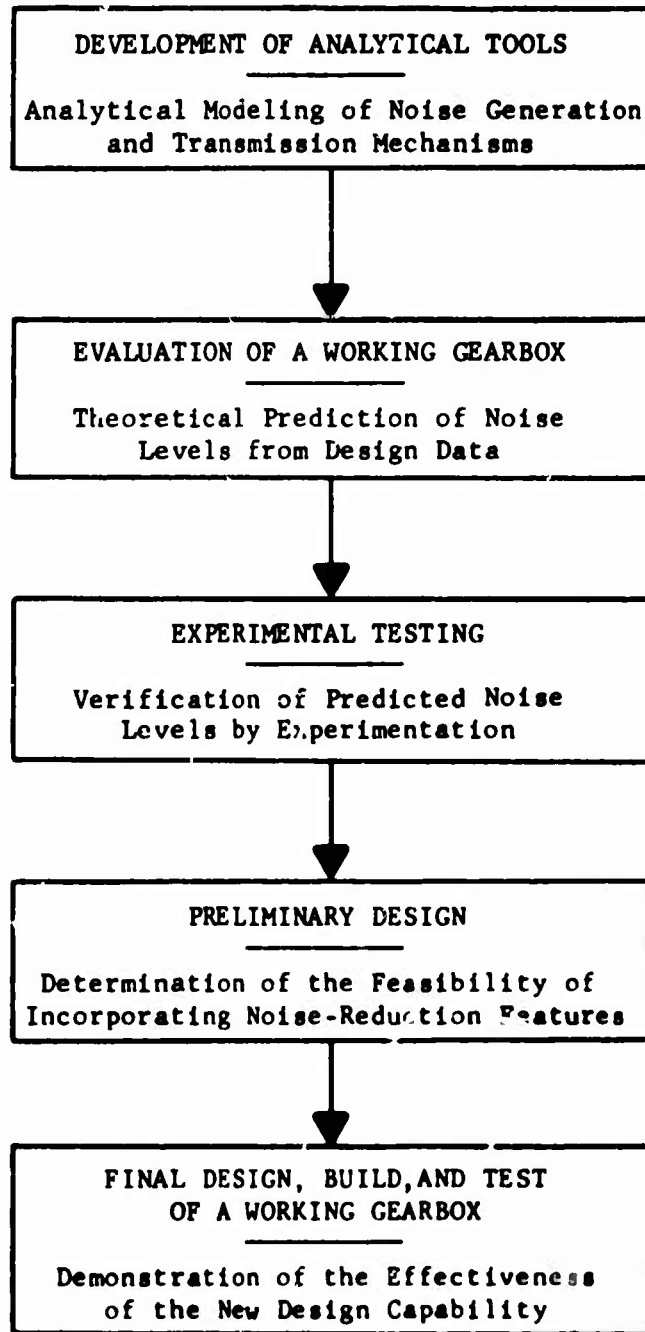 DEVELOPMENT OF ANALYTICAL TOOLS
Analytical Modeling of Noise Generation
and Transmission Mechanisms
EVALUATION OF A WORKING GEARBOX
Theoretical Prediction of Noise
Levels from Design Data
EXPERIMENTAL TESTING
Verification of Predicted Noise
Levels by Experimentation
PRELIMINARY DESIGN
Determination of the Feasibility of
Incorporating Noise-Reduction Features
FINAL DESIGN, BUILD, AND TEST
OF A WORKING GEARBOX
Demonstration of the Effectiveness
of the New Design Capability